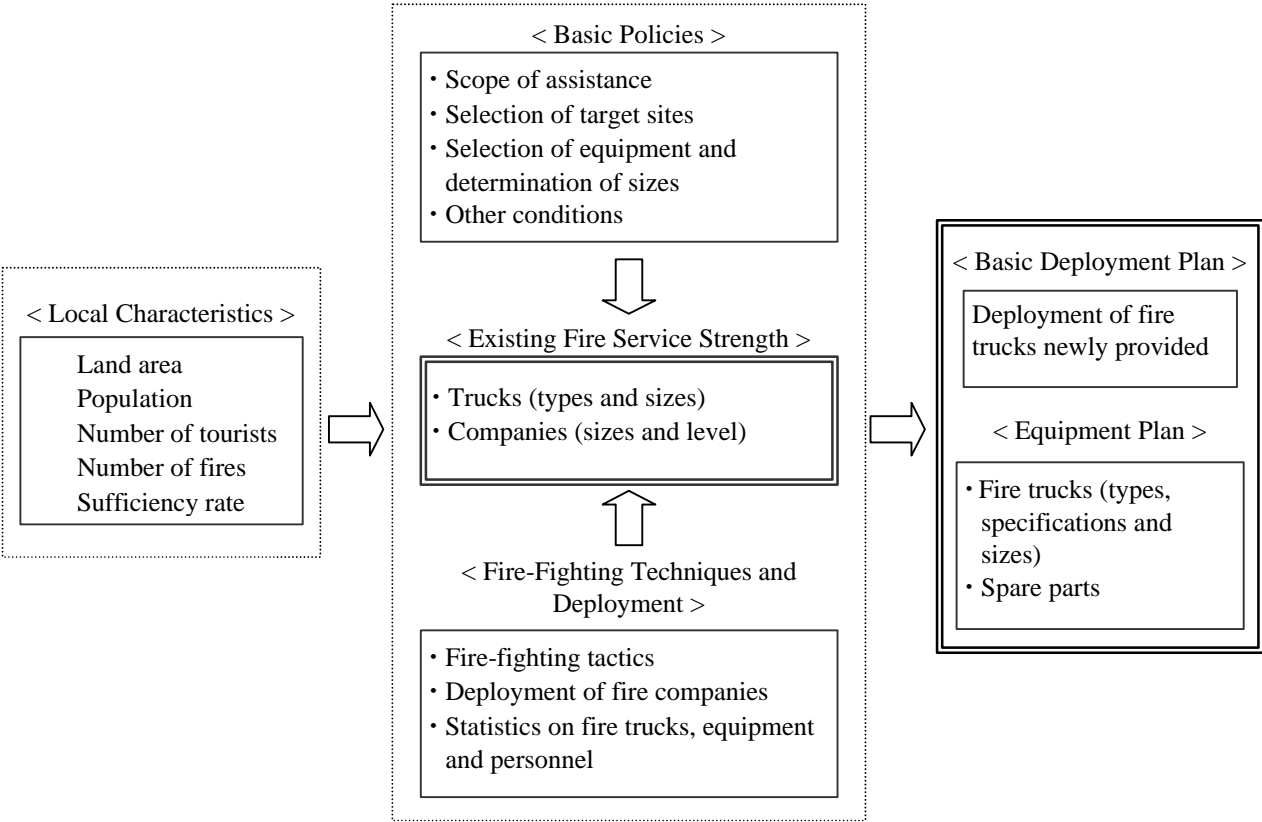 < Basic Policies >
・Scope of assistance
・Selection of target sites
・Selection of equipment and
determination of sizes
・Other conditions
< Local Characteristics >
Land area
Population
Number of tourists
Number of fires
Sufficiency rate
< Existing Fire Service Strength >
・Trucks (types and sizes)
・Companies (sizes and level)
< Fire-Fighting Techniques and
Deployment >
・Fire-fighting tactics
・Deployment of fire companies
・Statistics on fire trucks, equipment
and personnel
< Basic Deployment Plan >
Deployment of fire
trucks newly provided
< Equipment Plan >
・Fire trucks (types,
specifications and
sizes)
・Spare parts